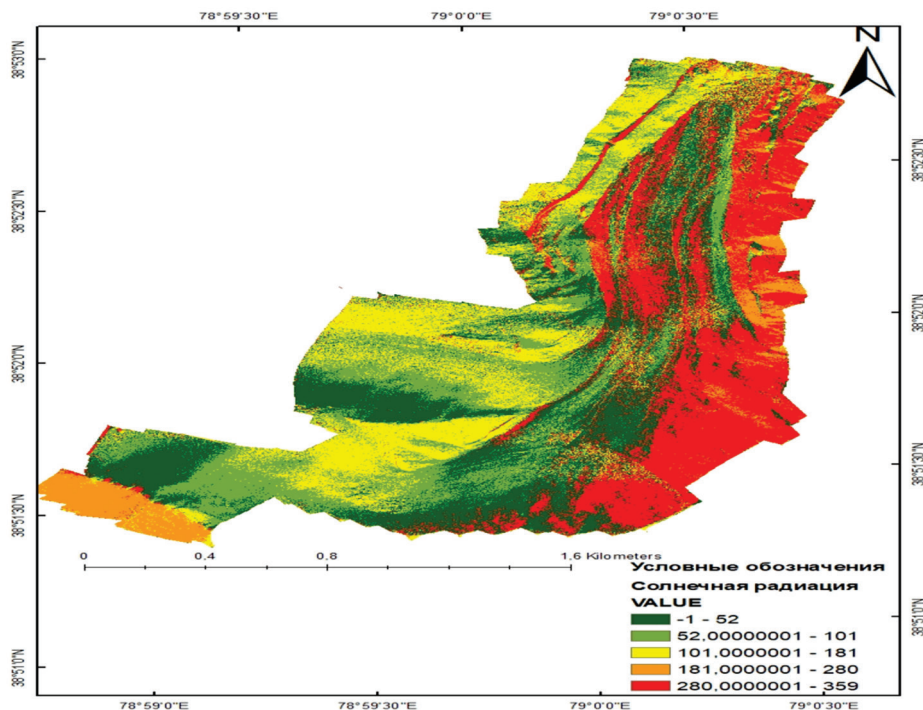 78°59'30"E 79°0'0"E 79°0'30"E
N
38°53'0"N
38°52'30"N
38°52'30"N
38°52'0"N
38°52'0"N
38°51'30"N
38°51'30"N
38°51'0"N
38°51'0"N
0 0.4 0.8 1.6 Kilometers
Условные обозначения
Солнечная радиация
VALUE
-1 - 52
52,00000001 - 101
101,0000001 - 181
181,0000001 - 280
280,0000001 - 359
78°59'0"E 78°59'30"E 79°0'0"E 79°0'30"E